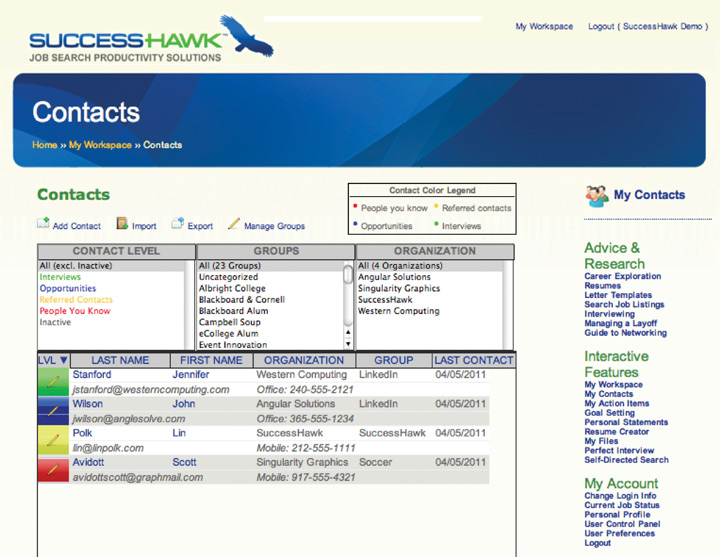 SUCCESSHAWK™
JOB SEARCH PRODUCTIVITY SOLUTIONS
My Workspace Logout ( SuccessHawk Demo )
Contacts
Home » My Workspace » Contacts
Contacts
Add Contact Import Export Manage Groups
Contact Color Legend
People you know Referred contacts
Opportunities Interviews
CONTACT LEVEL
All (excl. Inactive)
Interviews
Opportunities
Referred Contacts
People You Know
Inactive
GROUPS
All (23 Groups)
Uncategorized
Albright College
Blackboard & Cornell
Blackboard Alum
Campbell Soup
eCollege Alum
Event Innovation
ORGANIZATION
All (4 Organizations)
Angular Solutions
Singularity Graphics
SuccessHawk
Western Computing
LVL ▼ LAST NAME FIRST NAME ORGANIZATION GROUP LAST CONTACT
Stanford Jennifer Western Computing LinkedIn 04/05/2011
jstanford@westerncomputing.com Office: 240-555-2121
Wilson John Angular Solutions LinkedIn 04/05/2011
jwilson@anglesolve.com Office: 365-555-1234
Polk Lin SuccessHawk SuccessHawk 04/05/2011
lin@linpolk.com Mobile: 212-555-1111
Avidott Scott Singularity Graphics Soccer 04/05/2011
avidottscott@graphmail.com Mobile: 917-555-4321
My Contacts
Advice &
Research
Career Exploration
Resumes
Letter Templates
Search Job Listings
Interviewing
Managing a Layoff
Guide to Networking
Interactive
Features
My Workspace
My Contacts
My Action Items
Goal Setting
Personal Statements
Resume Creator
My Files
Perfect Interview
Self-Directed Search
My Account
Change Login Info
Current Job Status
Personal Profile
User Control Panel
User Preferences
Logout